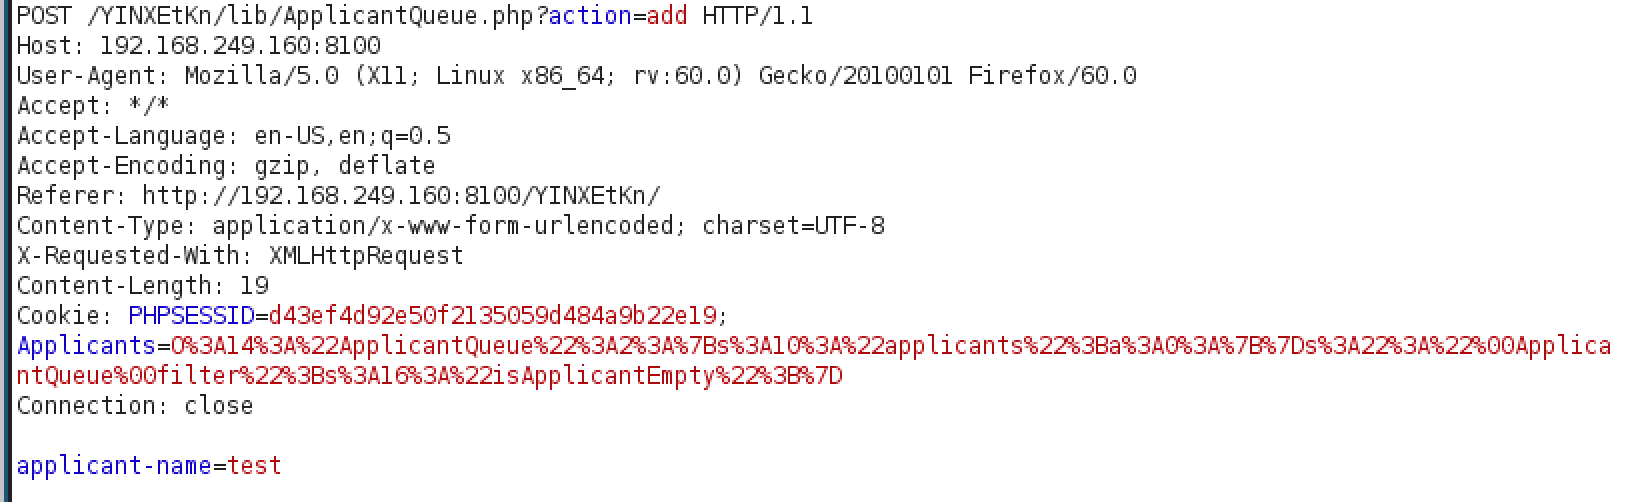 POST /YINXEtKn/lib/ApplicantQueue.php?action=add HTTP/1.1
Host: 192.168.249.160:8100
User-Agent: Mozilla/5.0 (X11; Linux x86_64; rv:60.0) Gecko/20100101 Firefox/60.0
Accept: */*
Accept-Language: en-US,en;q=0.5
Accept-Encoding: gzip, deflate
Referer: http://192.168.249.160:8100/YINXEtKn/
Content-Type: application/x-www-form-urlencoded; charset=UTF-8
X-Requested-With: XMLHttpRequest
Content-Length: 19
Cookie: PHPSESSID=d43ef4d92e50f2135059d484a9b22e19;
Applicants=O%3A14%3A%22ApplicantQueue%22%3A2%3A%7Bs%3A10%3A%22applicants%22%3Ba%3A0%3A%7B%7Ds%3A22%3A%22%00Applica
ntQueue%00filter%22%3Bs%3A16%3A%22isApplicantEmpty%22%3B%7D
Connection: close
applicant-name=test